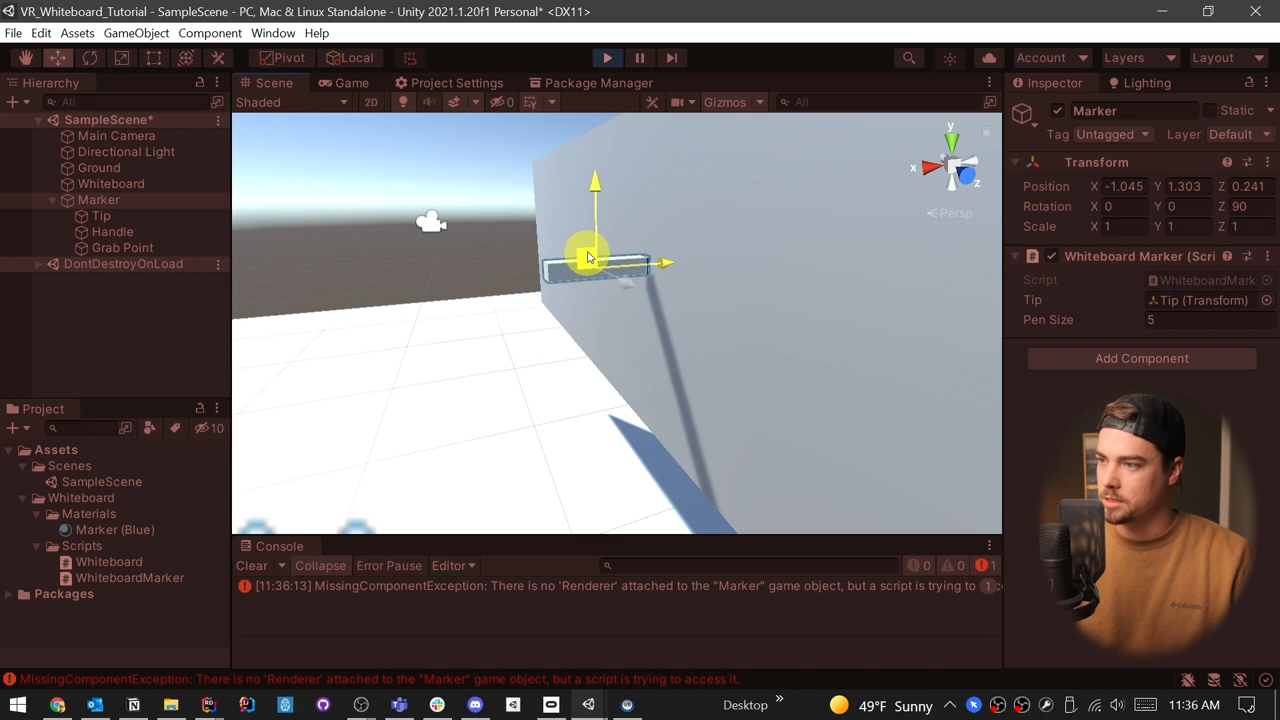 VR_Whiteboard_Tutorial - SampleScene - PC, Mac & Linux Standalone - Unity 2021.1.20f1 Personal* <DX11>
File Edit Assets GameObject Component Window Help
Pivot Local Account Layers Layout
Hierarchy
All
SampleScene*
Main Camera
Directional Light
Ground
Whiteboard
Marker
Tip
Handle
Grab Point
DontDestroyOnLoad
Scene Game Project Settings Package Manager
Shaded 2D 0 Gizmos All
y
x
z
Persp
Inspector Lighting
Marker Static
Tag Untagged Layer Default
Transform
Position X -1.045 Y 1.303 Z 0.241
Rotation X 0 Y 0 Z 90
Scale X 1 Y 1 Z 1
Whiteboard Marker (Scri
Script WhiteboardMark
Tip Tip (Transform)
Pen Size 5
Add Component
Project
10
Assets
Scenes
SampleScene
Whiteboard
Materials
Marker (Blue)
Scripts
Whiteboard
WhiteboardMarker
Packages
Console
Clear Collapse Error Pause Editor 0 0 1
[11:36:13] MissingComponentException: There is no 'Renderer' attached to the "Marker" game object, but a script is trying to 1
MissingComponentException: There is no 'Renderer' attached to the "Marker" game object, but a script is trying to access it.
Columbia
Desktop 49°F Sunny 11:36 AM